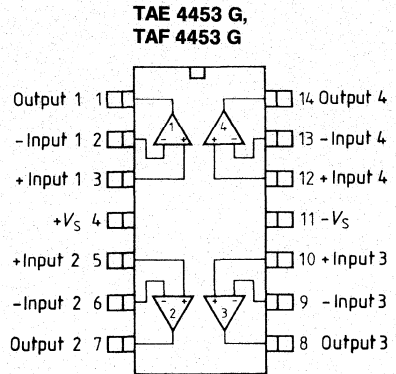 TAE 4453 G,
TAF 4453 G
Output 1 1
14 Output 4
-Input 1 2
13 -Input 4
+Input 1 3
12 +Input 4
+VS 4
11 -VS
+Input 2 5
10 +Input 3
-Input 2 6
9 -Input 3
Output 2 7
8 Output 3
1
4
- +
+ -
- +
+ -
2
3